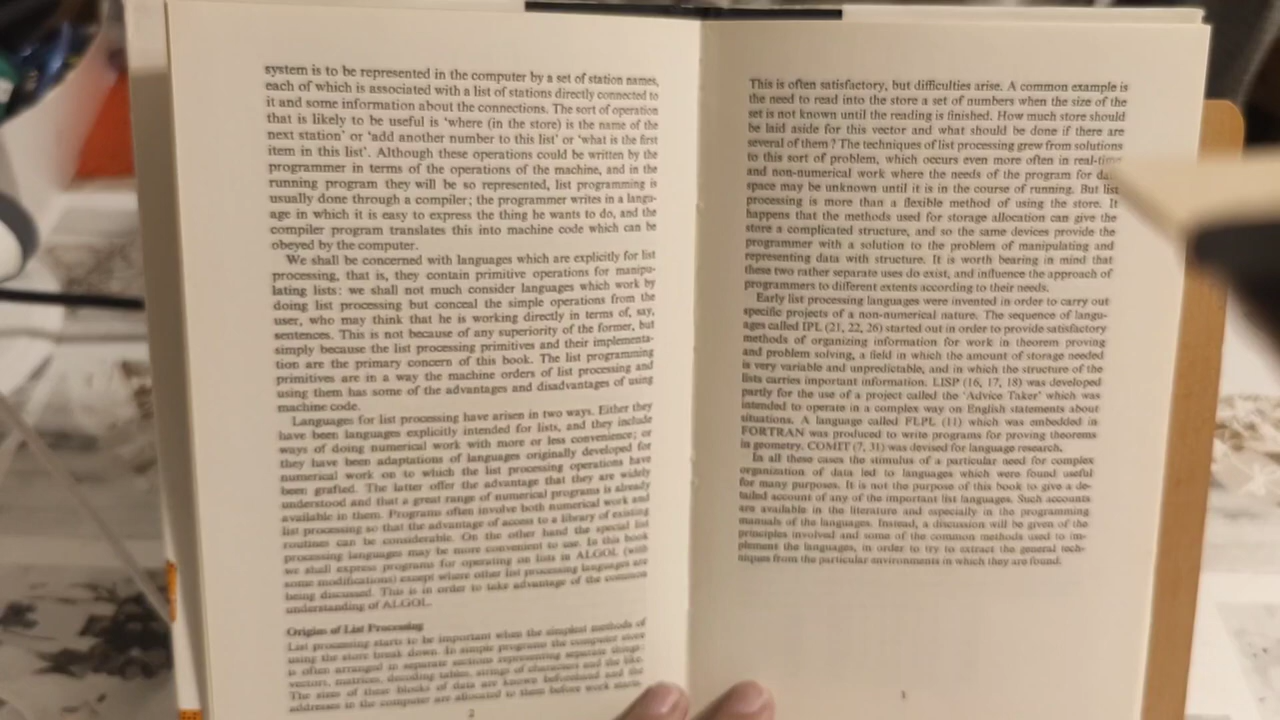 system is to be represented in the computer by a set of station names,
each of which is associated with a list of stations directly connected to
it and some information about the connections. The sort of operation
that is likely to be useful is ‘where (in the store) is the name of the
next station’ or ‘add another number to this list’ or ‘what is the first
item in this list’. Although these operations could be written by the
programmer in terms of the operations of the machine, and in the
running program they will be so represented, list programming is
usually done through a compiler; the programmer writes in a langu-
age in which it is easy to express the thing he wants to do, and the
compiler program translates this into machine code which can be
obeyed by the computer.
We shall be concerned with languages which are explicitly for list
processing, that is, they contain primitive operations for manipu-
lating lists: we shall not much consider languages which work by
doing list processing but conceal the simple operations from the
user, who may think that he is working directly in terms of, say,
sentences. This is not because of any superiority of the former, but
simply because the list processing primitives and their implementa-
tion are the primary concern of this book. The list programming
primitives are in a way the machine orders of list processing and
using them has some of the advantages and disadvantages of using
machine code.
Languages for list processing have arisen in two ways. Either they
have been languages explicitly intended for lists, and they include
ways of doing numerical work with more or less convenience; or
they have been adaptations of languages originally developed for
numerical work on to which the list processing operations have
been grafted. The latter offer the advantage that they are widely
understood and that a great range of numerical programs is already
available in them. Programs often involve both numerical work and
list processing so that the advantage of access to a library of existing
routines can be considerable. On the other hand the special list
processing languages may be more convenient to use. In this book
we shall express programs for operating on lists in ALGOL (with
some modifications) except where other list processing languages are
being discussed. This is in order to take advantage of the common
understanding of ALGOL.
Origins of List Processing
List processing starts to be important when the simplest methods of
using the store break down. In simple programs the computer store
is often arranged in separate sections representing separate things:
vectors, matrices, decoding tables, strings of characters and the like.
The sizes of these blocks of data are known beforehand and the
addresses in the computer are allocated to them before work starts.
2
This is often satisfactory, but difficulties arise. A common example is
the need to read into the store a set of numbers when the size of the
set is not known until the reading is finished. How much store should
be laid aside for this vector and what should be done if there are
several of them? The techniques of list processing grew from solutions
to this sort of problem, which occurs even more often in real-time
and non-numerical work where the needs of the program for
space may be unknown until it is in the course of running. But list
processing is more than a flexible method of using the store. It
happens that the methods used for storage allocation can give the
store a complicated structure, and so the same devices provide the
programmer with a solution to the problem of manipulating and
representing data with structure. It is worth bearing in mind that
these two rather separate uses do exist, and influence the approach of
programmers to different extents according to their needs.
Early list processing languages were invented in order to carry out
specific projects of a non-numerical nature. The sequence of langu-
ages called IPL (21, 22, 26) started out in order to provide satisfactory
methods of organizing information for work in theorem proving
and problem solving, a field in which the amount of storage needed
is very variable and unpredictable, and in which the structure of the
lists carries important information. LISP (16, 17, 18) was developed
partly for the use of a project called the ‘Advice Taker’ which was
intended to operate in a complex way on English statements about
situations. A language called FLPL (11) which was embedded in
FORTRAN was produced to write programs for proving theorems
in geometry. COMIT (7, 31) was devised for language research.
In all these cases the stimulus of a particular need for complex
organization of data led to languages which were found useful
for many purposes. It is not the purpose of this book to give a de-
tailed account of any of the important list languages. Such accounts
are available in the literature and especially in the programming
manuals of the languages. Instead, a discussion will be given of the
principles involved and some of the common methods used to im-
plement the languages, in order to try to extract the general tech-
niques from the particular environments in which they are found.